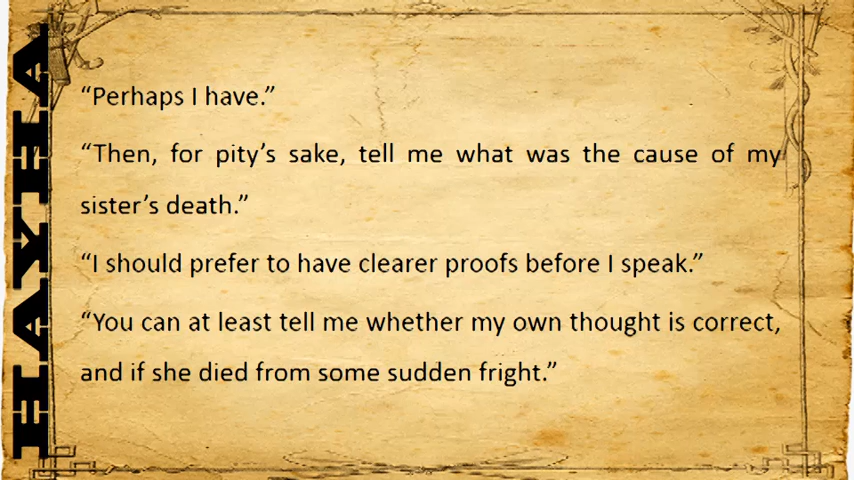 HAYHA
“Perhaps I have.”
“Then, for pity’s sake, tell me what was the cause of my
sister’s death.”
“I should prefer to have clearer proofs before I speak.”
“You can at least tell me whether my own thought is correct,
and if she died from some sudden fright.”